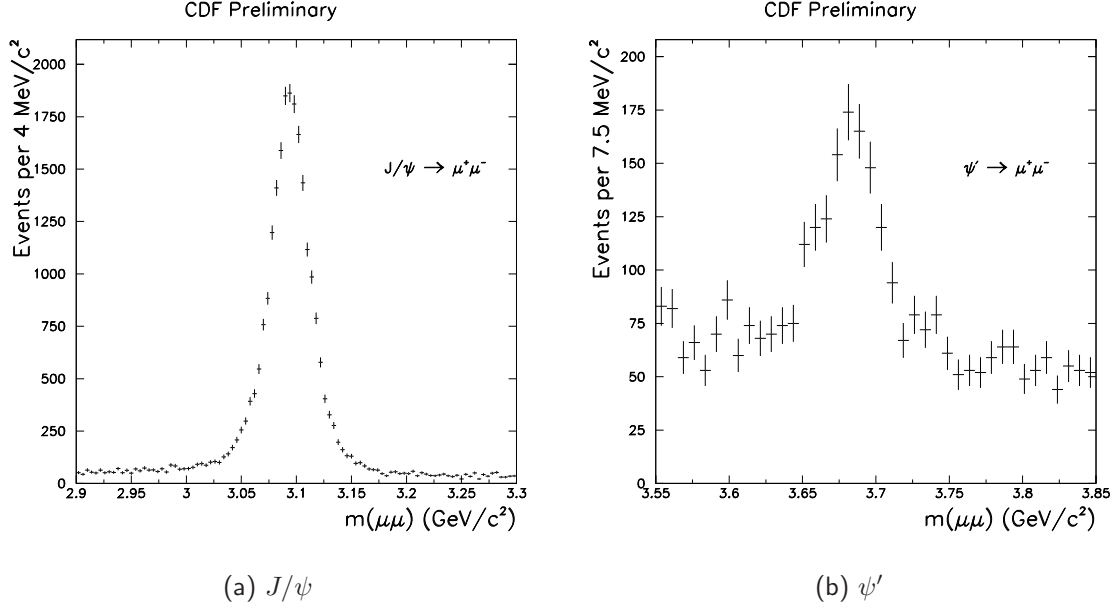 CDF Preliminary
Events per 4 MeV/c²
2000
1750
1500
1250
1000
750
500
250
0
J/ψ → μ⁺μ⁻
2.9 2.95 3 3.05 3.1 3.15 3.2 3.25 3.3
m(μμ) (GeV/c²)
(a) J/ψ
CDF Preliminary
Events per 7.5 MeV/c²
200
175
150
125
100
75
50
25
0
ψ′ → μ⁺μ⁻
3.55 3.6 3.65 3.7 3.75 3.8 3.85
m(μμ) (GeV/c²)
(b) ψ′